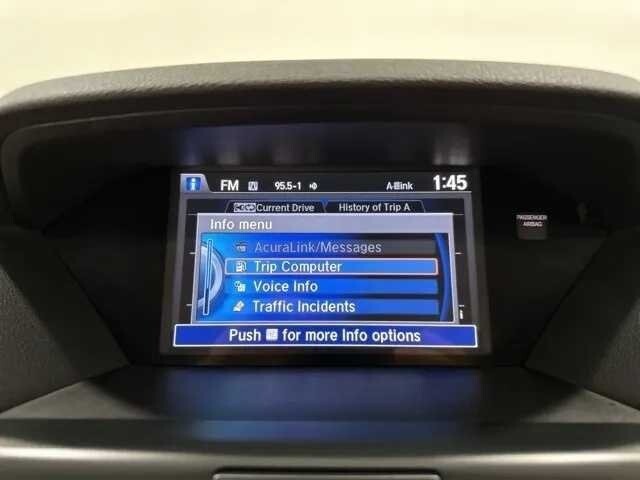 FM 95.5-1 A-link 1:45
Current Drive History of Trip A
Info menu
AcuraLink/Messages
Trip Computer
Voice Info
Traffic Incidents
Push for more Info options
PASSENGER
AIRBAG